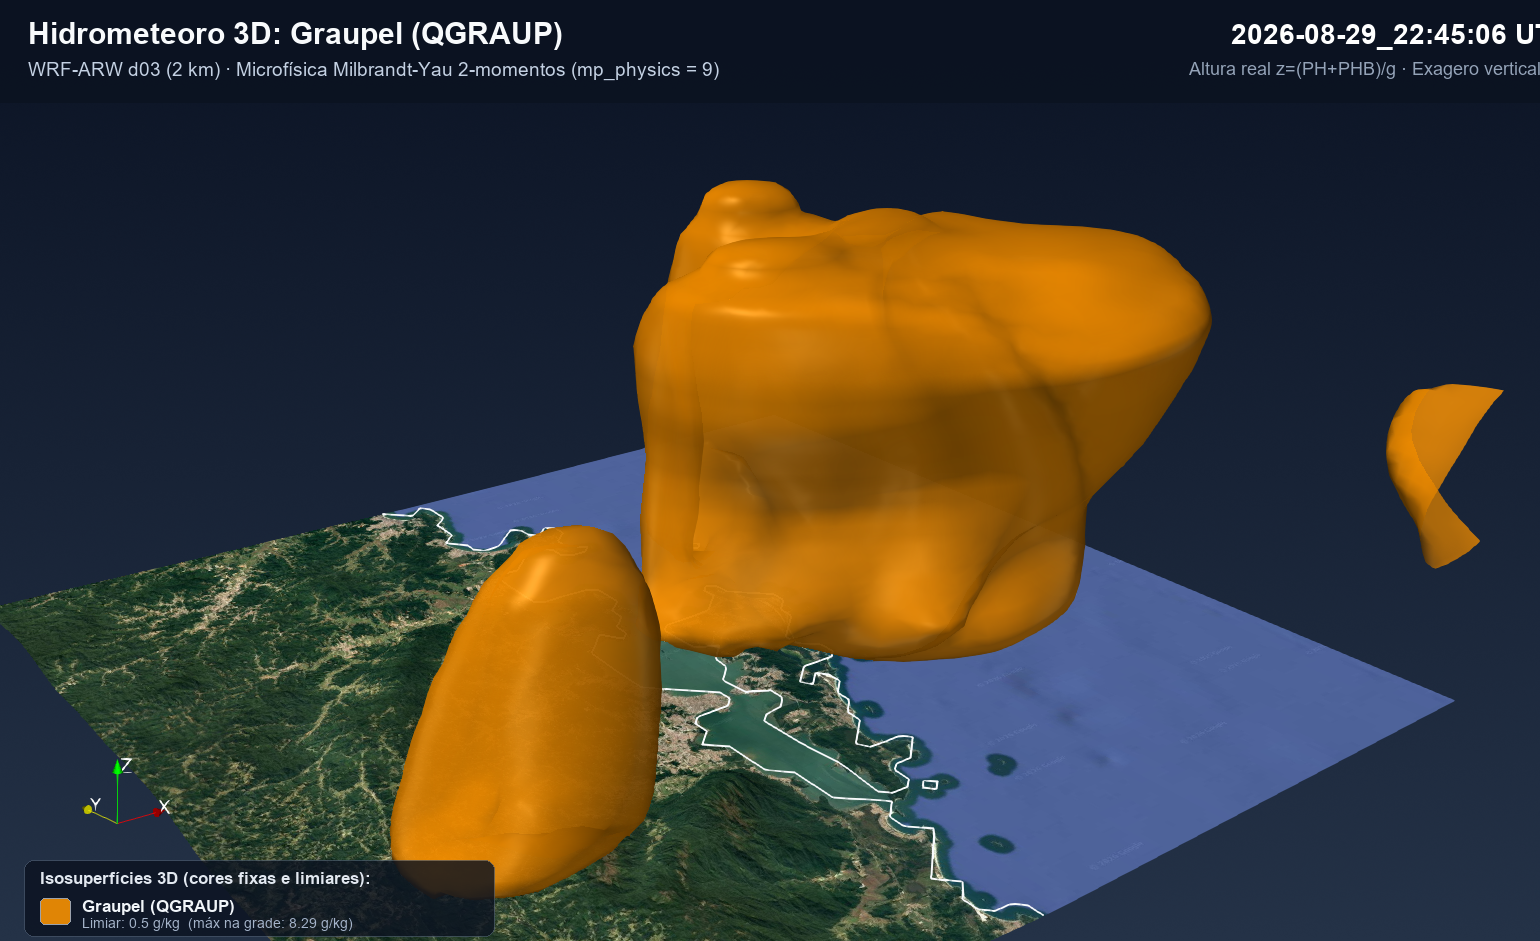 Hidrometeoro 3D: Graupel (QGRAUP)
2026-08-29_22:45:06 UT
WRF-ARW d03 (2 km) · Microfísica Milbrandt-Yau 2-momentos (mp_physics = 9)
Altura real z=(PH+PHB)/g · Exagero vertical
Z
Y
X
Isosuperfícies 3D (cores fixas e limiares):
Graupel (QGRAUP)
Limiar: 0.5 g/kg (máx na grade: 8.29 g/kg)